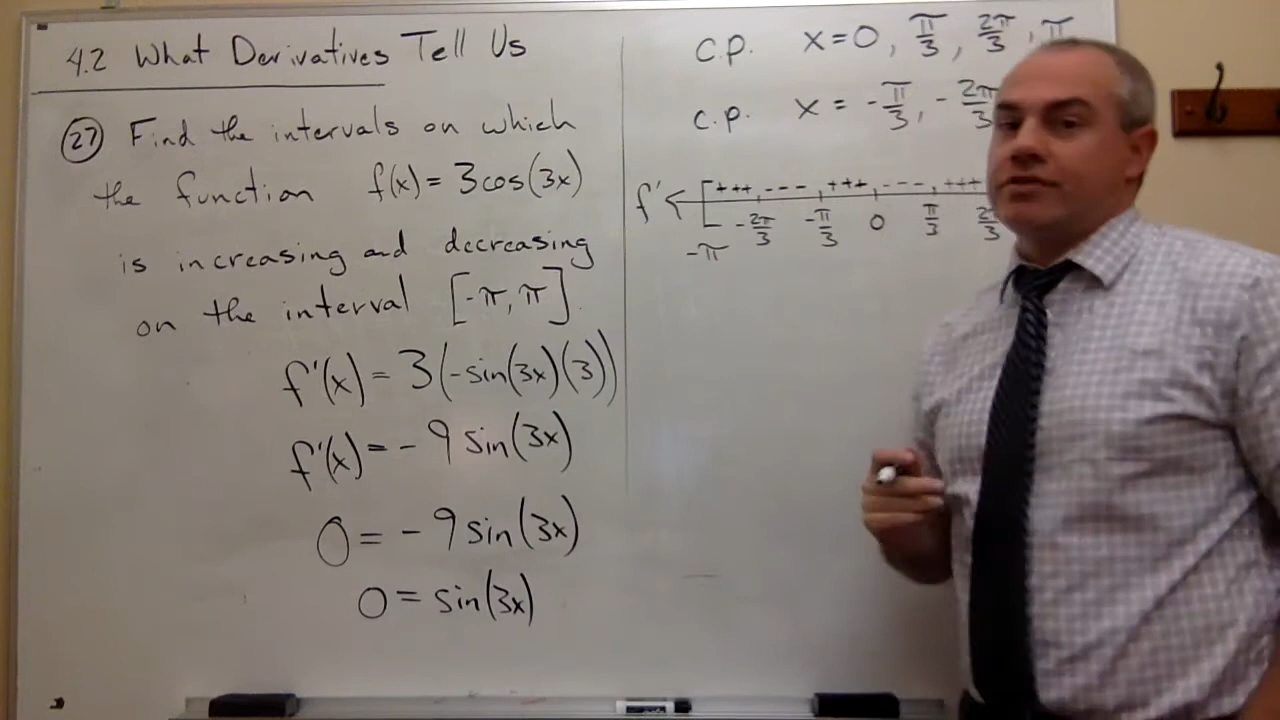 4.2 What Derivatives Tell Us
27 Find the intervals on which
the function f(x) = 3cos(3x)
is increasing and decreasing
on the interval [-π, π].
f'(x) = 3(-sin(3x)(3))
f'(x) = - 9 sin(3x)
0 = - 9 sin(3x)
0 = sin(3x)
c.p. x=0, π/3, 2π/3, π
c.p. x = -π/3, -2π/3
f' +++ --- +++ --- +++
-π -2π/3 -π/3 0 π/3 2π/3